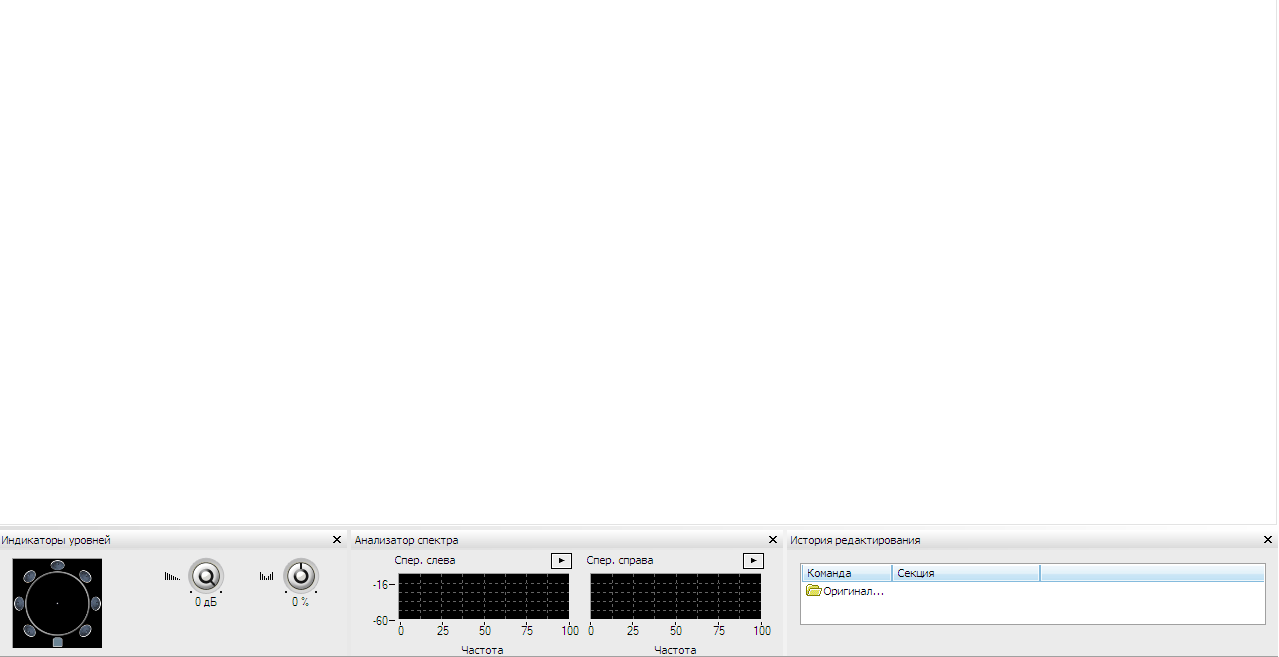 Индикаторы уровней
0 дБ
0 %
Анализатор спектра
Спер. слева
Спер. справа
-16
-60
0 25 50 75 100
0 25 50 75 100
Частота
Частота
История редактирования
Команда Секция
Оригинал...